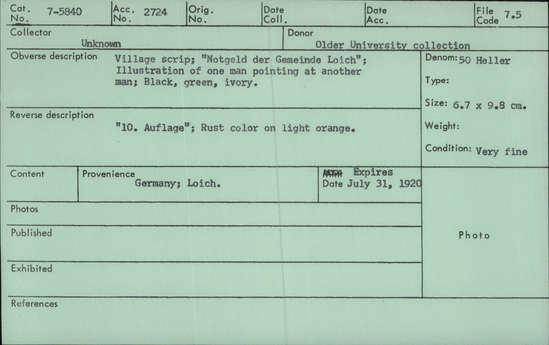 Cat. No. 7-5840 Acc. No. 2724 Orig. No. Date Coll. Date Acc. File Code 7.5
Collector Unknown Donor Older University collection
Obverse description Village scrip; "Notgeld der Gemeinde Loich";
Illustration of one man pointing at another
man; Black, green, ivory.
Denom: 50 Heller
Type:
Size: 6.7 x 9.8 cm.
Reverse description
"10. Auflage"; Rust color on light orange.
Weight:
Condition: Very fine
Content Provenience Germany; Loich. Expires
Date July 31, 1920
Photos
Published
Photo
Exhibited
References